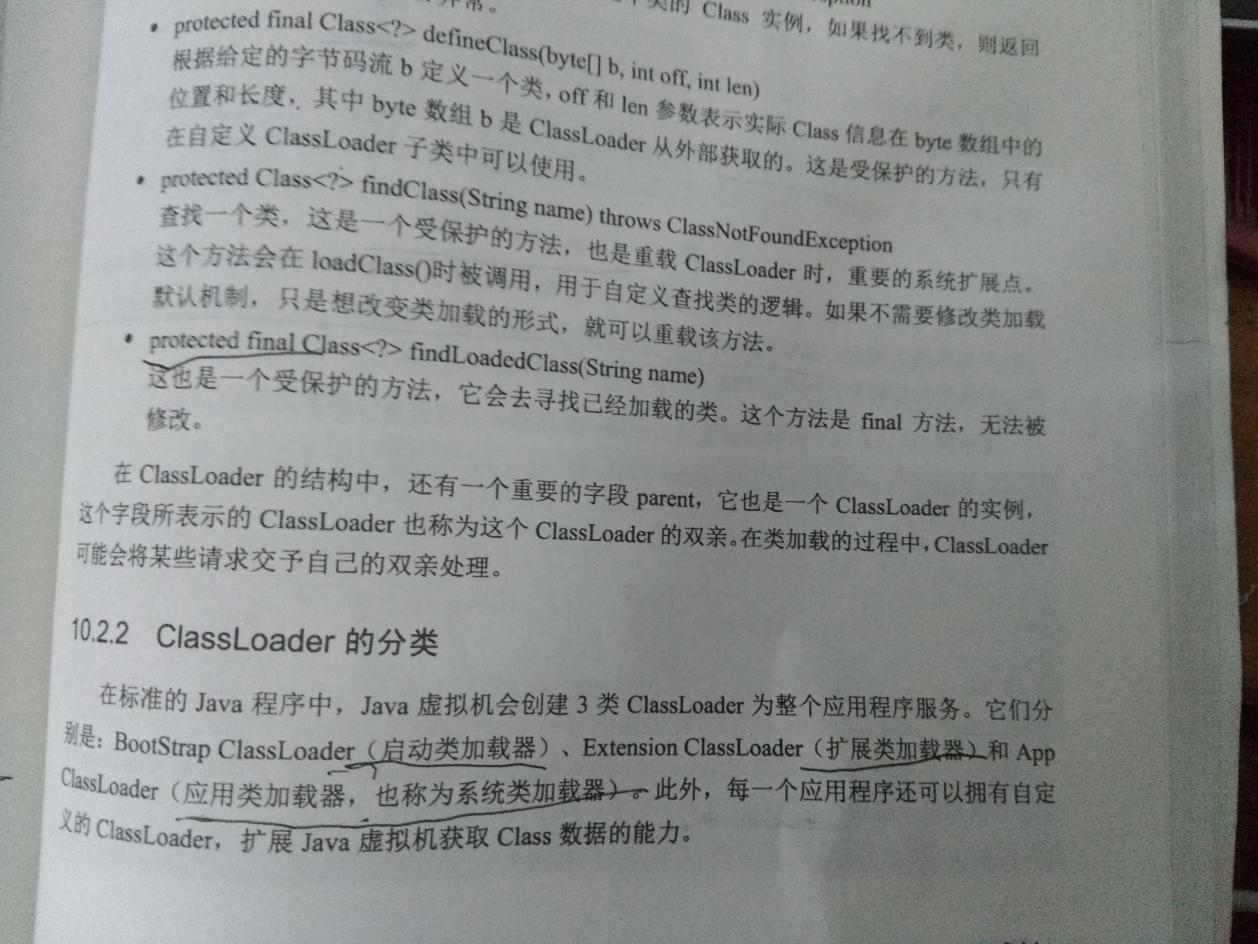 类的 Class 实例，如果找不到类，则返回
异常。
• protected final Class<?> defineClass(byte[] b, int off, int len)
根据给定的字节码流 b 定义一个类，off 和 len 参数表示实际 Class 信息在 byte 数组中的
位置和长度，其中 byte 数组 b 是 ClassLoader 从外部获取的。这是受保护的方法，只有
在自定义 ClassLoader 子类中可以使用。
• protected Class<?> findClass(String name) throws ClassNotFoundException
查找一个类，这是一个受保护的方法，也是重载 ClassLoader 时，重要的系统扩展点。
这个方法会在 loadClass()时被调用，用于自定义查找类的逻辑。如果不需要修改类加载
默认机制，只是想改变类加载的形式，就可以重载该方法。
• protected final Class<?> findLoadedClass(String name)
这也是一个受保护的方法，它会去寻找已经加载的类。这个方法是 final 方法，无法被
修改。
在 ClassLoader 的结构中，还有一个重要的字段 parent，它也是一个 ClassLoader 的实例，
这个字段所表示的 ClassLoader 也称为这个 ClassLoader 的双亲。在类加载的过程中，ClassLoader
可能会将某些请求交予自己的双亲处理。
10.2.2 ClassLoader 的分类
在标准的 Java 程序中，Java 虚拟机会创建 3 类 ClassLoader 为整个应用程序服务。它们分
别是：BootStrap ClassLoader（启动类加载器）、Extension ClassLoader（扩展类加载器）和 App
ClassLoader（应用类加载器，也称为系统类加载器）。此外，每一个应用程序还可以拥有自定
义的 ClassLoader，扩展 Java 虚拟机获取 Class 数据的能力。